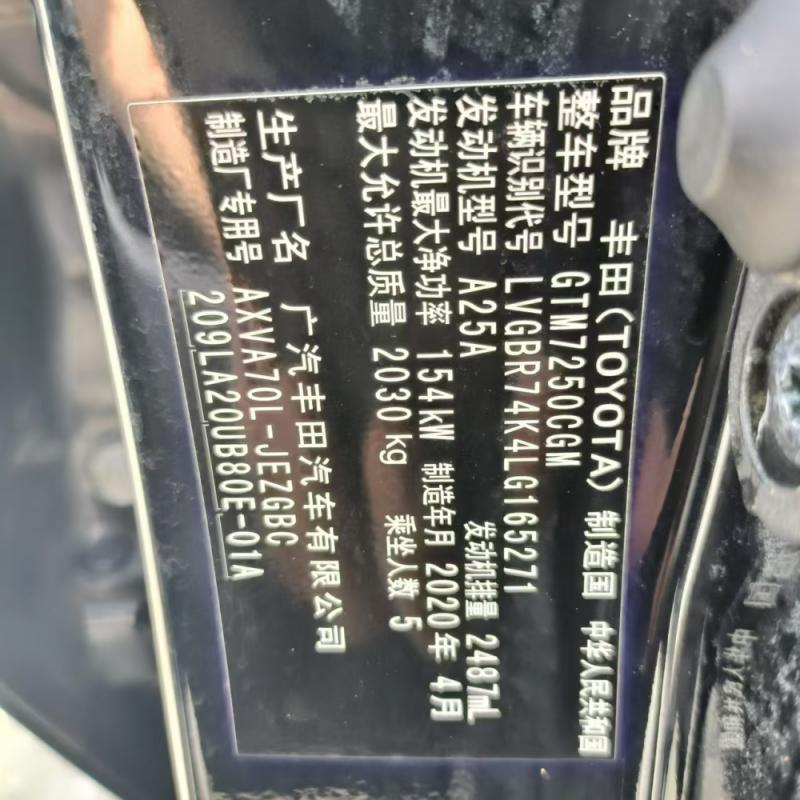 品牌 丰田(TOYOTA) 制造国 中华人民共和国
整车型号 GTM7250CGM
车辆识别代号 LVGBR74K4LG165271
发动机型号 A25A 发动机排量 2487mL
发动机最大净功率 154kW 制造年月 2020年4月
最大允许总质量 2030kg 乘坐人数 5
生产厂名 广汽丰田汽车有限公司
制造厂专用号 AXVA70L-JEZGBC
209LA20UB80E-01A